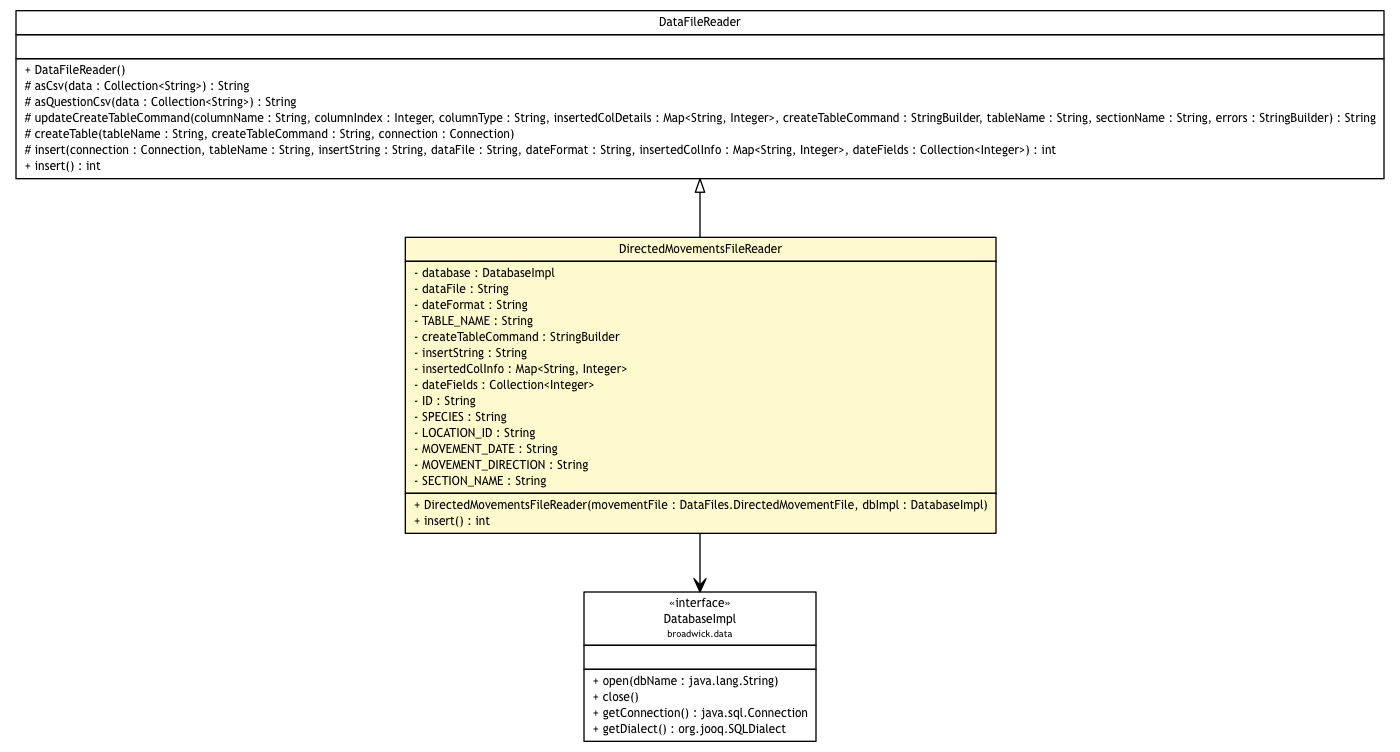 DataFileReader
+ DataFileReader()
# asCsv(data : Collection<String>) : String
# asQuestionCsv(data : Collection<String>) : String
# updateCreateTableCommand(columnName : String, columnIndex : Integer, columnType : String, insertedColDetails : Map<String, Integer>, createTableCommand : StringBuilder, tableName : String, sectionName : String, errors : StringBuilder) : String
# createTable(tableName : String, createTableCommand : String, connection : Connection)
# insert(connection : Connection, tableName : String, insertString : String, dataFile : String, dateFormat : String, insertedColInfo : Map<String, Integer>, dateFields : Collection<Integer>) : int
+ insert() : int
DirectedMovementsFileReader
- database : DatabaseImpl
- dataFile : String
- dateFormat : String
- TABLE_NAME : String
- createTableCommand : StringBuilder
- insertString : String
- insertedColInfo : Map<String, Integer>
- dateFields : Collection<Integer>
- ID : String
- SPECIES : String
- LOCATION_ID : String
- MOVEMENT_DATE : String
- MOVEMENT_DIRECTION : String
- SECTION_NAME : String
+ DirectedMovementsFileReader(movementFile : DataFiles.DirectedMovementFile, dbImpl : DatabaseImpl)
+ insert() : int
«interface»
DatabaseImpl
broadwick.data
+ open(dbName : java.lang.String)
+ close()
+ getConnection() : java.sql.Connection
+ getDialect() : org.jooq.SQLDialect